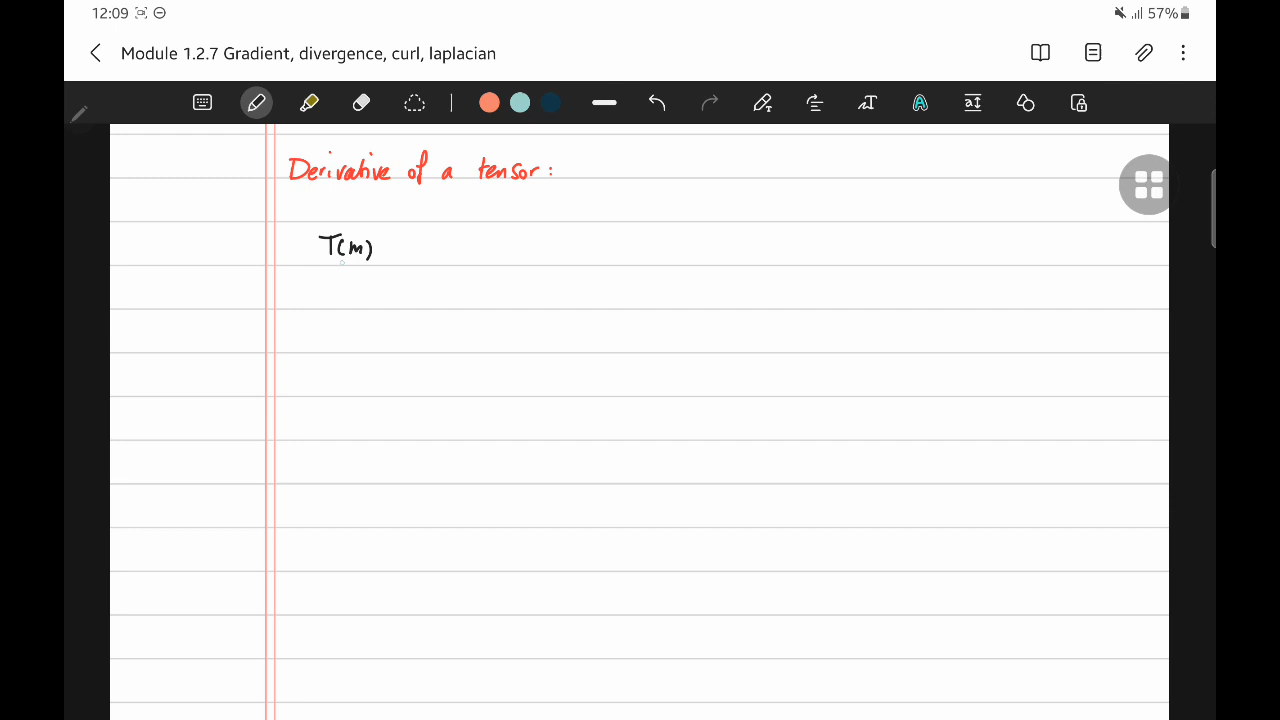 12:09 57%
Module 1.2.7 Gradient, divergence, curl, laplacian
Derivative of a tensor :
T(m)